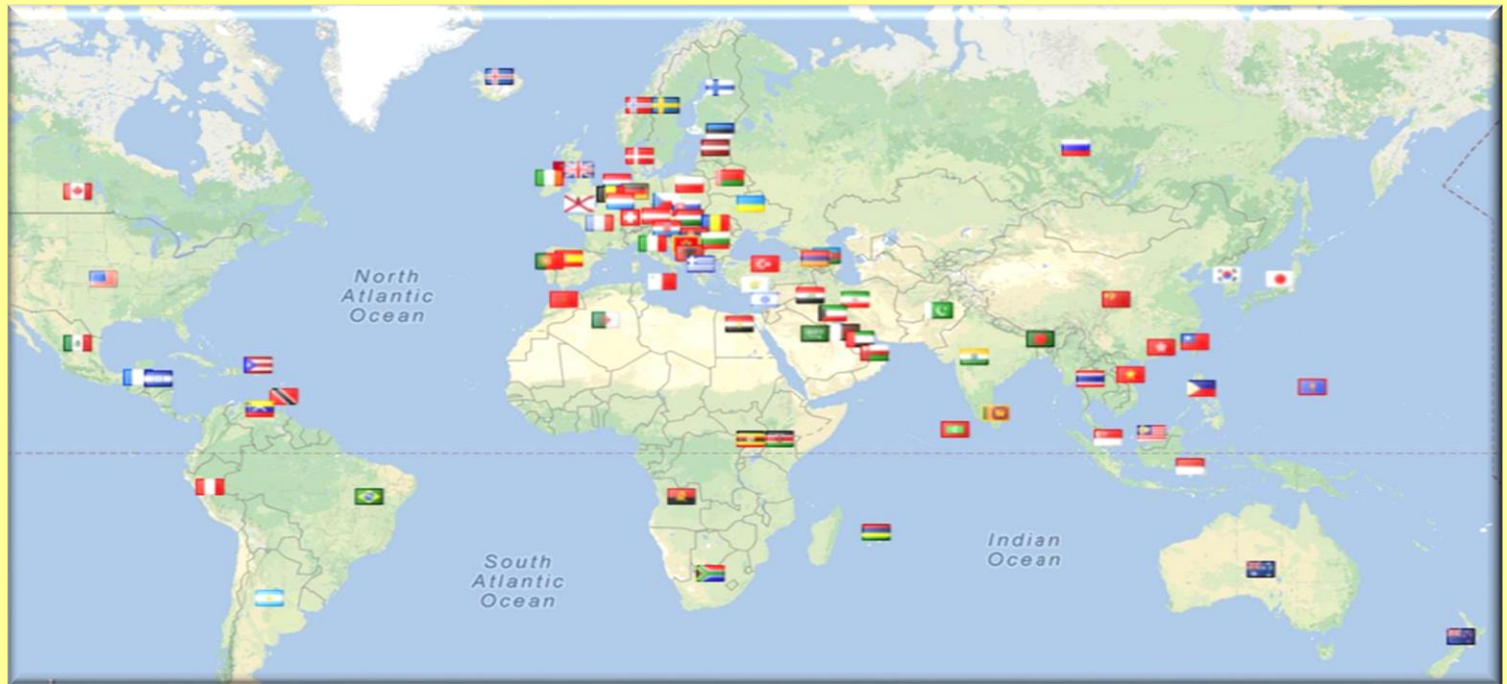 North
Atlantic
Ocean
South
Atlantic
Ocean
Indian
Ocean